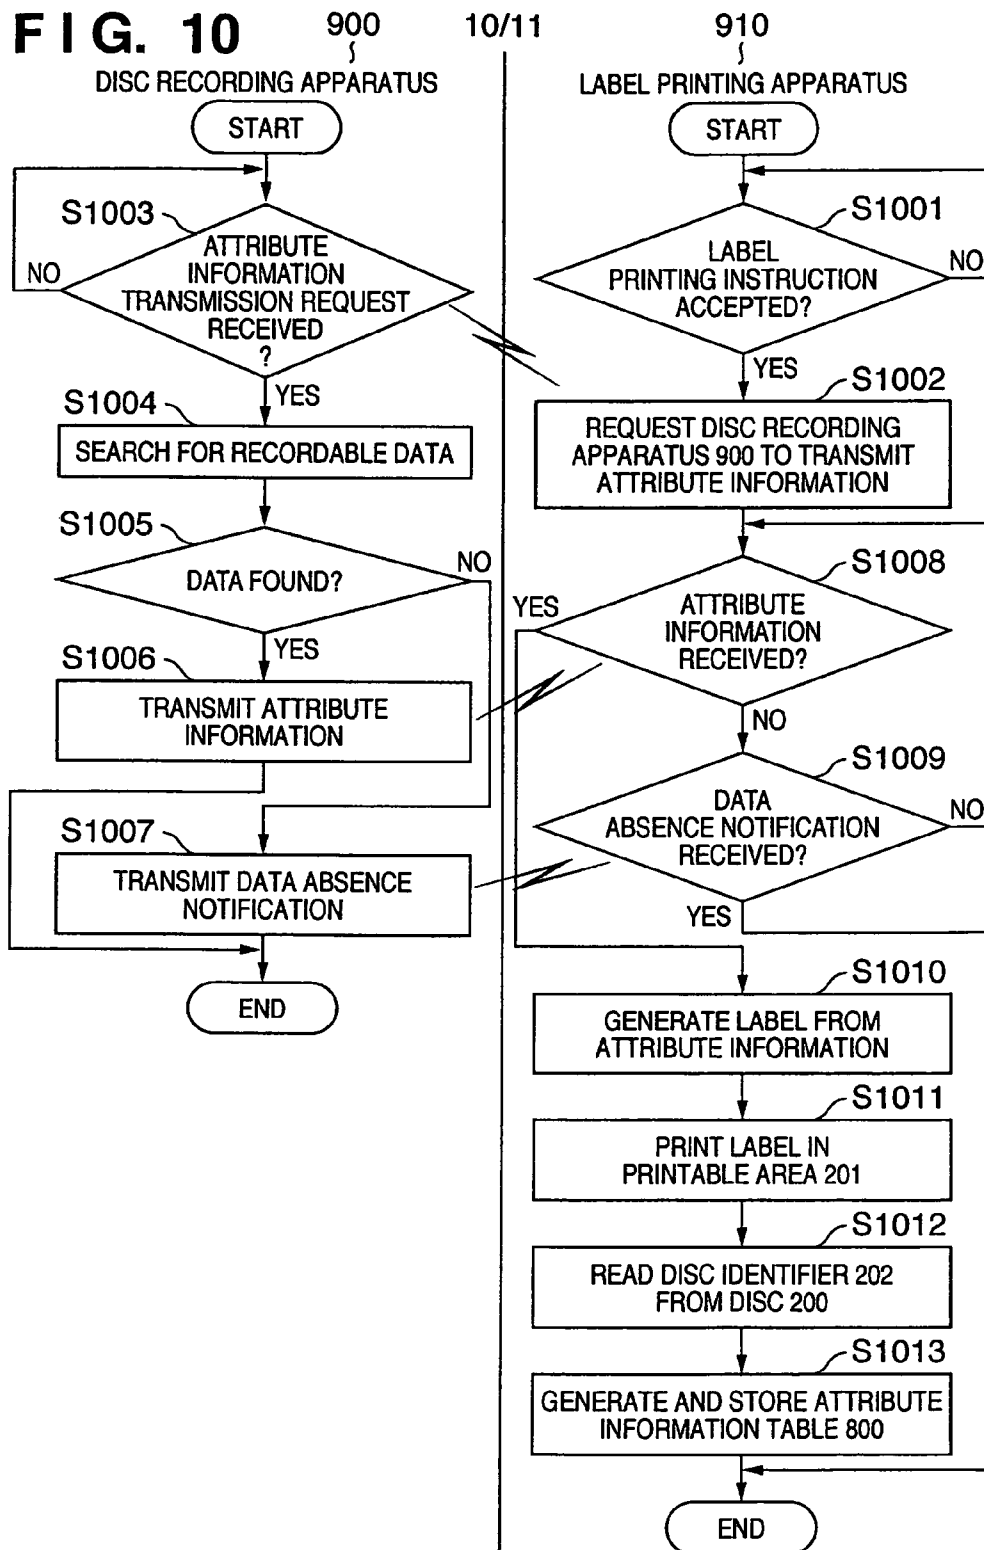 FIG. 10
10/11
900
DISC RECORDING APPARATUS
START
S1003
ATTRIBUTE
INFORMATION
TRANSMISSION REQUEST
RECEIVED
?
NO
YES
S1004
SEARCH FOR RECORDABLE DATA
S1005
DATA FOUND?
NO
YES
S1006
TRANSMIT ATTRIBUTE
INFORMATION
S1007
TRANSMIT DATA ABSENCE
NOTIFICATION
END
910
LABEL PRINTING APPARATUS
START
S1001
LABEL
PRINTING INSTRUCTION
ACCEPTED?
NO
YES
S1002
REQUEST DISC RECORDING
APPARATUS 900 TO TRANSMIT
ATTRIBUTE INFORMATION
S1008
YES
ATTRIBUTE
INFORMATION
RECEIVED?
NO
S1009
DATA
ABSENCE NOTIFICATION
RECEIVED?
NO
YES
S1010
GENERATE LABEL FROM
ATTRIBUTE INFORMATION
S1011
PRINT LABEL IN
PRINTABLE AREA 201
S1012
READ DISC IDENTIFIER 202
FROM DISC 200
S1013
GENERATE AND STORE ATTRIBUTE
INFORMATION TABLE 800
END